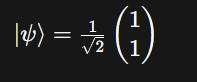 |ψ⟩ = 1/√2 (1 1)